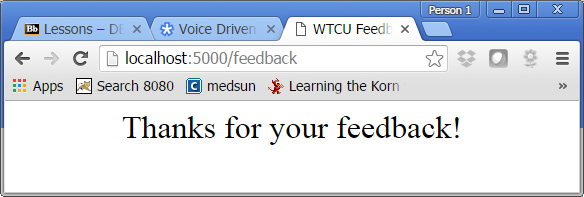 Person 1
Lessons – DE Voice Driven WTCU Feedb
localhost:5000/feedback
Apps Search 8080 medsun Learning the Korn
Thanks for your feedback!